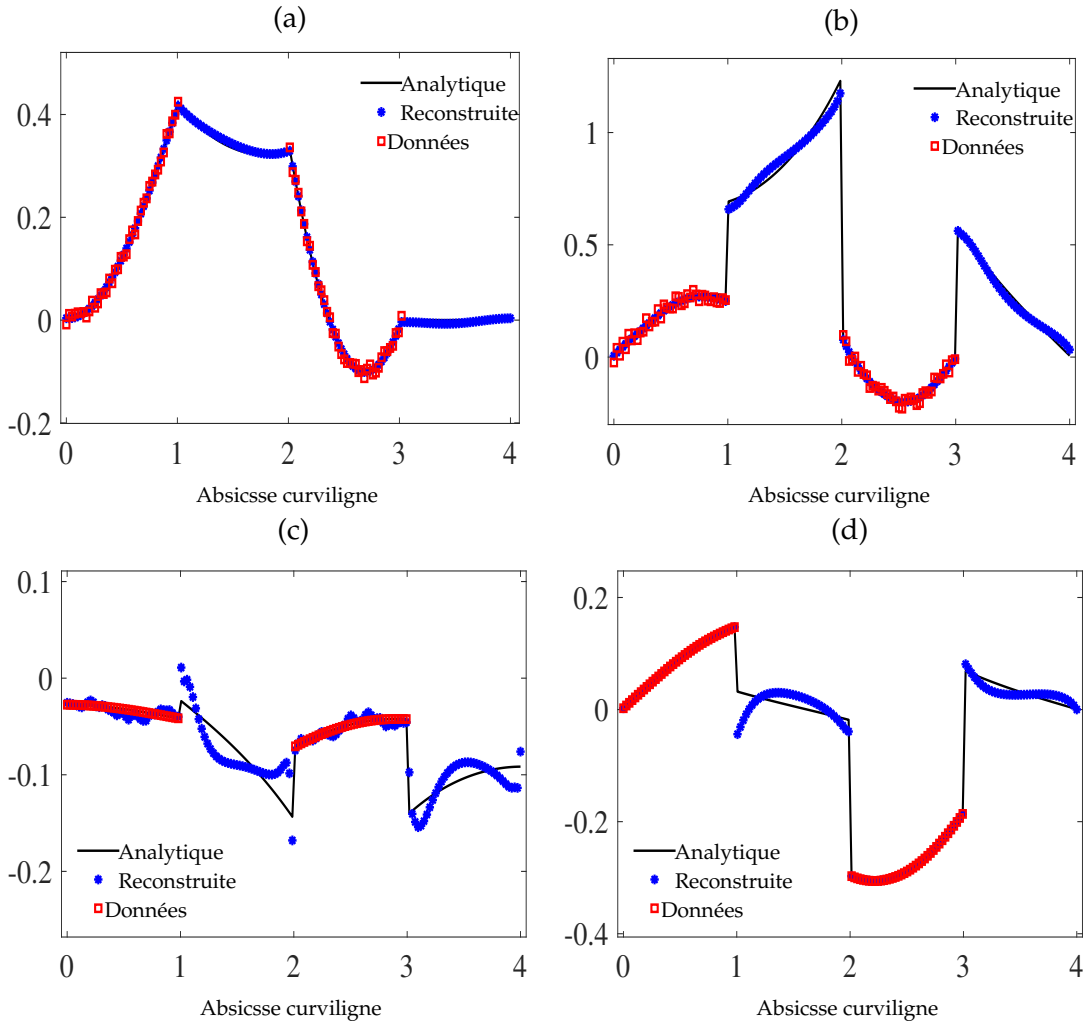 (a)
Analytique
Reconstruite
Données
0.4
0.2
0
-0.2
0 1 2 3 4
Absicsse curviligne
(b)
Analytique
Reconstruite
Données
1
0.5
0
0 1 2 3 4
Absicsse curviligne
(c)
0.1
0
-0.1
-0.2
Analytique
Reconstruite
Données
0 1 2 3 4
Absicsse curviligne
(d)
0.2
0
-0.2
-0.4
Analytique
Reconstruite
Données
0 1 2 3 4
Absicsse curviligne